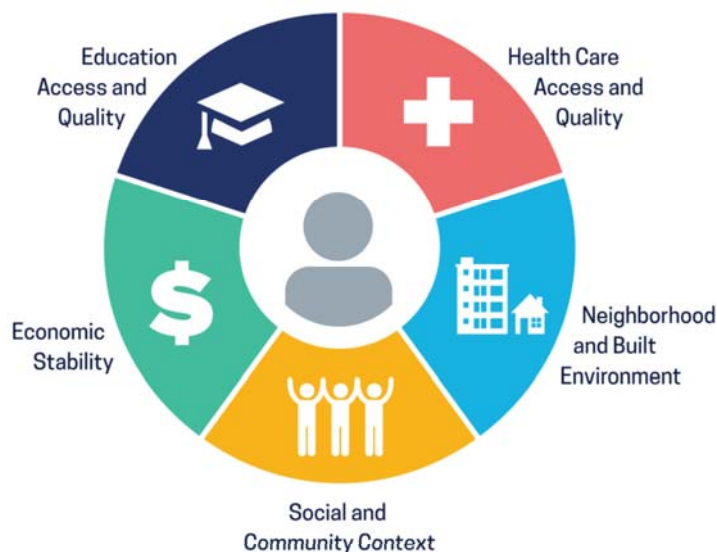 Education
Access and
Quality
Health Care
Access and
Quality
$
Economic
Stability
Neighborhood
and Built
Environment
Social and
Community Context